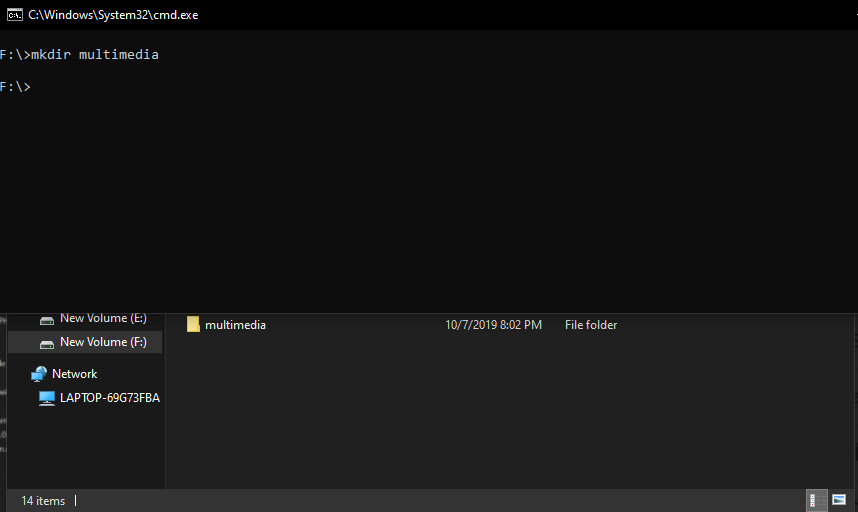 C:\Windows\System32\cmd.exe
F:\>mkdir multimedia
F:\>
New Volume (E:)
multimedia 10/7/2019 8:02 PM File folder
New Volume (F:)
Network
LAPTOP-69G73FBA
14 items